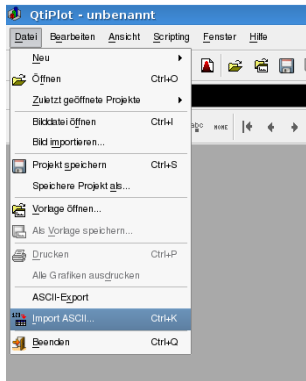 QtiPlot - unbenannt
Datei Bearbeiten Ansicht Scripting Fenster Hilfe
Neu
Öffnen Ctrl+O
Zuletzt geöffnete Projekte
Bilddatei öffnen Ctrl+I
Bild importieren...
Projekt speichern Ctrl+S
Speichere Projekt als...
Vorlage öffnen...
Als Vorlage speichern...
Drucken Ctrl+P
Alle Grafiken ausdrucken
ASCII-Export
Import ASCII... Ctrl+K
Beenden Ctrl+Q